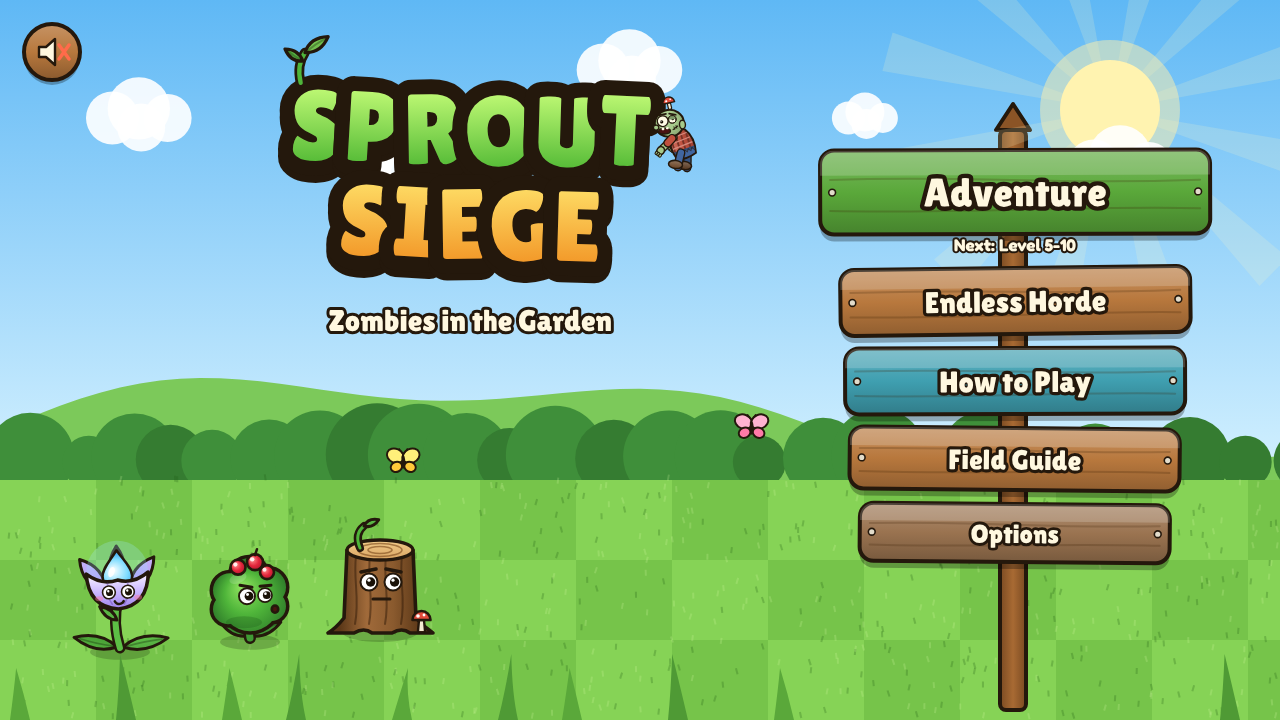 SPROUT
SIEGE
Zombies in the Garden
Adventure
Next: Level 5-10
Endless Horde
How to Play
Field Guide
Options